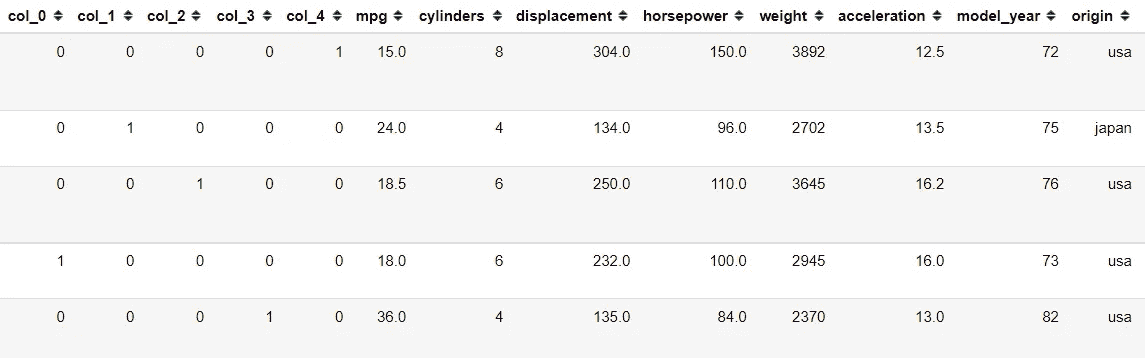 col_0 col_1 col_2 col_3 col_4 mpg cylinders displacement horsepower weight acceleration model_year origin
0 0 0 0 1 15.0 8 304.0 150.0 3892 12.5 72 usa
0 1 0 0 0 24.0 4 134.0 96.0 2702 13.5 75 japan
0 0 1 0 0 18.5 6 250.0 110.0 3645 16.2 76 usa
1 0 0 0 0 18.0 6 232.0 100.0 2945 16.0 73 usa
0 0 0 1 0 36.0 4 135.0 84.0 2370 13.0 82 usa